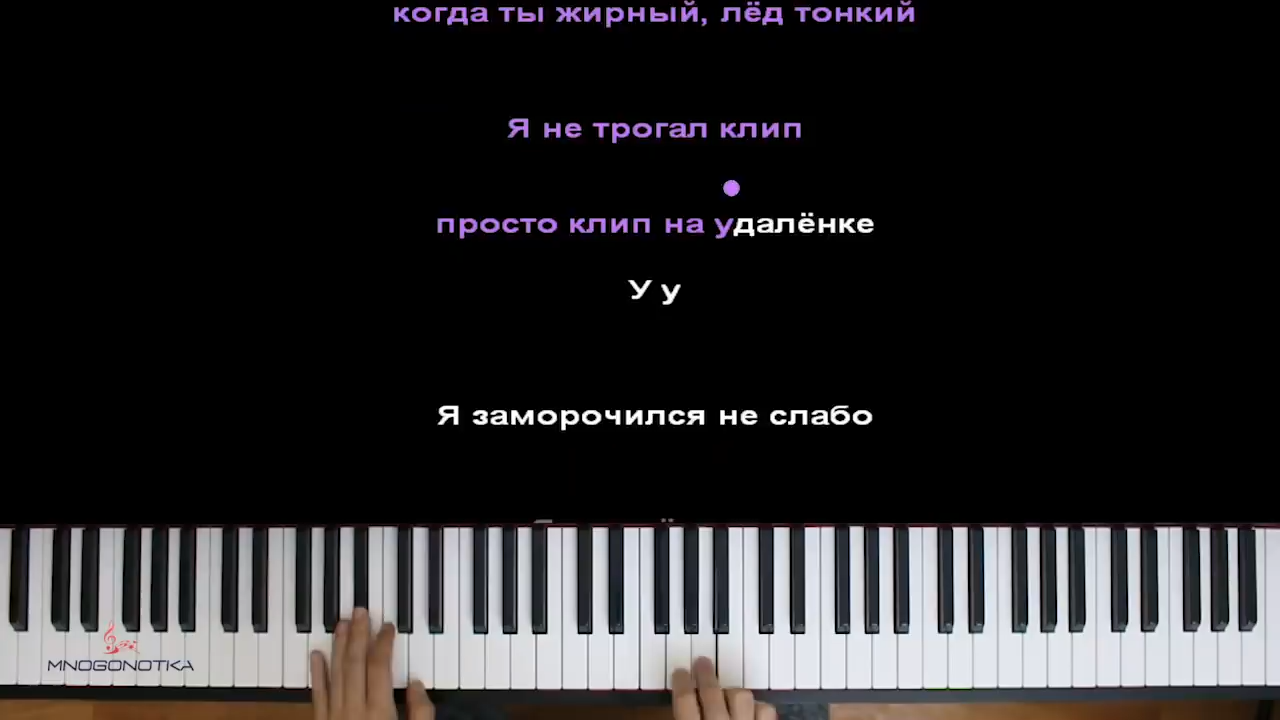 когда ты жирный, лёд тонкий
Я не трогал клип
просто клип на удалёнке
У у
Я заморочился не слабо
MNOGONOTKA